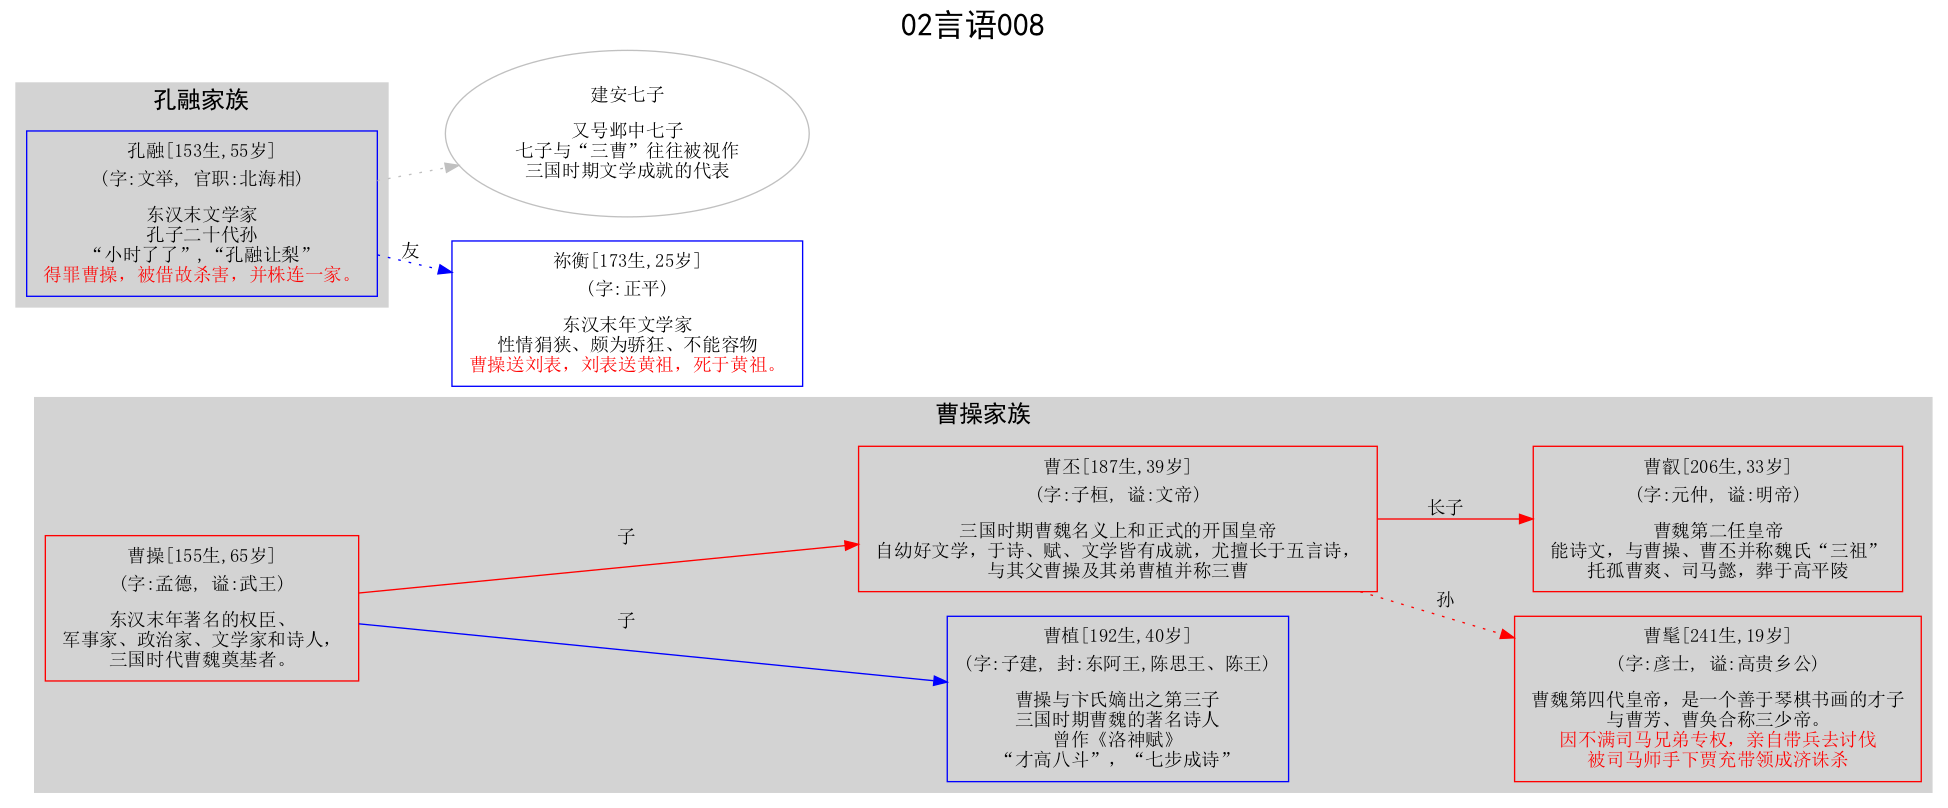 02言语008
孔融家族
孔融[153生,55岁]
(字:文举, 官职:北海相)
东汉末文学家
孔子二十代孙
“小时了了”,“孔融让梨”
得罪曹操，被借故杀害，并株连一家。
建安七子
又号邺中七子
七子与“三曹”往往被视作
三国时期文学成就的代表
友
祢衡[173生,25岁]
(字:正平)
东汉末年文学家
性情狷狭、颇为骄狂、不能容物
曹操送刘表，刘表送黄祖，死于黄祖。
曹操家族
曹操[155生,65岁]
(字:孟德, 谥:武王)
东汉末年著名的权臣、
军事家、政治家、文学家和诗人，
三国时代曹魏奠基者。
子
子
曹丕[187生,39岁]
(字:子桓, 谥:文帝)
三国时期曹魏名义上和正式的开国皇帝
自幼好文学，于诗、赋、文学皆有成就，尤擅长于五言诗，
与其父曹操及其弟曹植并称三曹
曹植[192生,40岁]
(字:子建, 封:东阿王,陈思王、陈王)
曹操与卞氏嫡出之第三子
三国时期曹魏的著名诗人
曾作《洛神赋》
“才高八斗”, “七步成诗”
长子
孙
曹叡[206生,33岁]
(字:元仲, 谥:明帝)
曹魏第二任皇帝
能诗文，与曹操、曹丕并称魏氏“三祖”
托孤曹爽、司马懿，葬于高平陵
曹髦[241生,19岁]
(字:彦士, 谥:高贵乡公)
曹魏第四代皇帝，是一个善于琴棋书画的才子
与曹芳、曹奂合称三少帝。
因不满司马兄弟专权，亲自带兵去讨伐
被司马师手下贾充带领成济诛杀